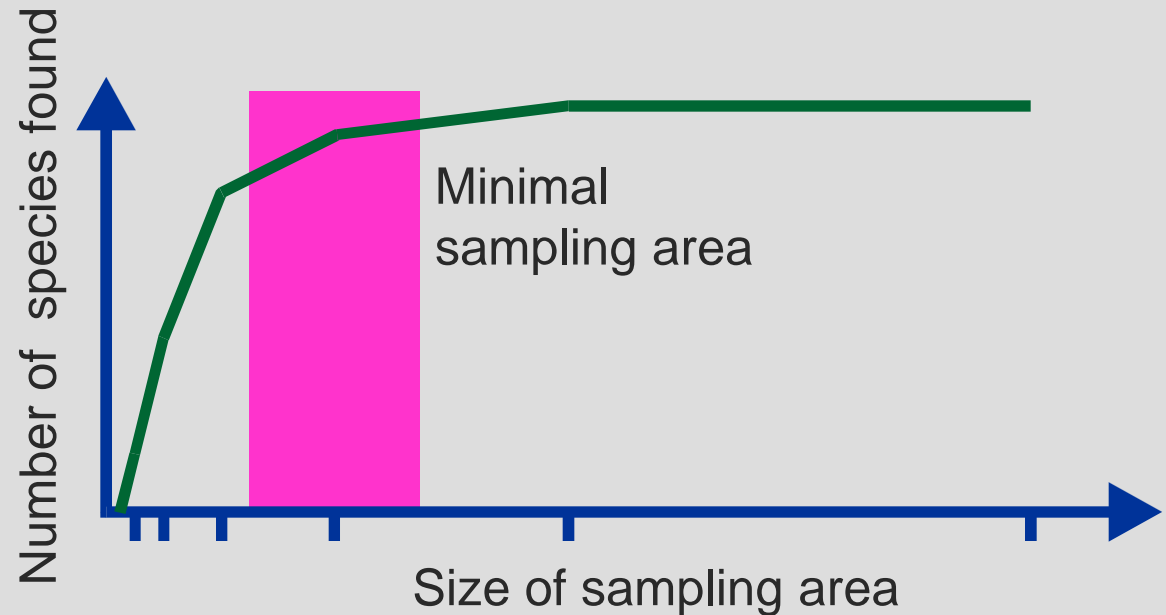 Number of species found
Minimal
sampling area
Size of sampling area